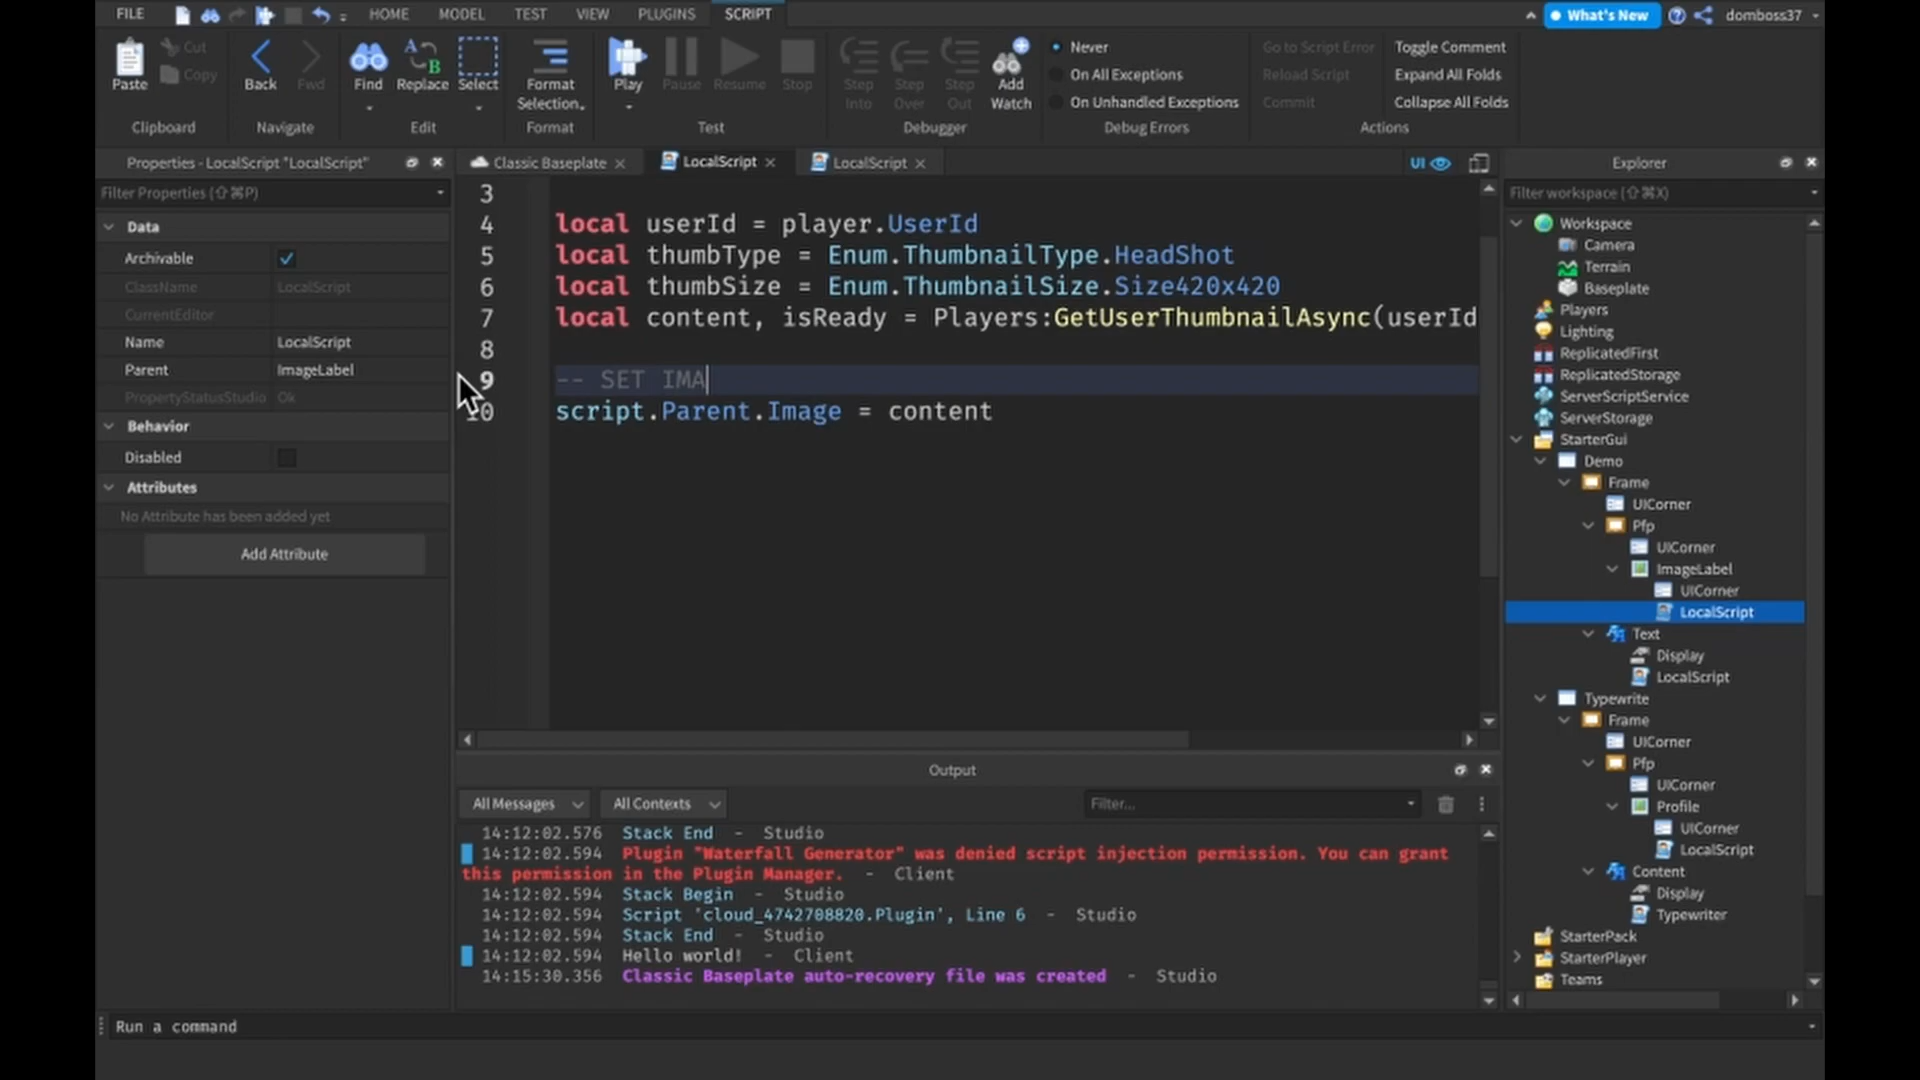 FILE HOME MODEL TEST VIEW PLUGINS SCRIPT What's New domboss37
Paste Cut Copy Back Fwd Find Replace Select Format Selection Play Pause Resume Stop Step Into Step Over Step Out Add Watch
Never Go to Script Error Toggle Comment
On All Exceptions Reload Script Expand All Folds
On Unhandled Exceptions Commit Collapse All Folds
Clipboard Navigate Edit Format Test Debugger Debug Errors Actions
Properties - LocalScript "LocalScript"
Filter Properties (⇧⌘P)
Data
Archivable
ClassName LocalScript
CurrentEditor
Name LocalScript
Parent ImageLabel
PropertyStatusStudio Ok
Behavior
Disabled
Attributes
No Attribute has been added yet
Add Attribute
Classic Baseplate LocalScript LocalScript UI
3
4 local userId = player.UserId
5 local thumbType = Enum.ThumbnailType.HeadShot
6 local thumbSize = Enum.ThumbnailSize.Size420x420
7 local content, isReady = Players:GetUserThumbnailAsync(userId
8
9 -- SET IMA
10 script.Parent.Image = content
Output
All Messages All Contexts Filter...
14:12:02.576 Stack End - Studio
14:12:02.594 Plugin "Waterfall Generator" was denied script injection permission. You can grant
this permission in the Plugin Manager. - Client
14:12:02.594 Stack Begin - Studio
14:12:02.594 Script 'cloud_4742708820.Plugin', Line 6 - Studio
14:12:02.594 Stack End - Studio
14:12:02.594 Hello world! - Client
14:15:30.356 Classic Baseplate auto-recovery file was created - Studio
Explorer
Filter workspace (⇧⌘X)
Workspace
Camera
Terrain
Baseplate
Players
Lighting
ReplicatedFirst
ReplicatedStorage
ServerScriptService
ServerStorage
StarterGui
Demo
Frame
UICorner
Pfp
UICorner
ImageLabel
UICorner
LocalScript
Text
Display
LocalScript
Typewrite
Frame
UICorner
Pfp
UICorner
Profile
UICorner
LocalScript
Content
Display
Typewriter
StarterPack
StarterPlayer
Teams
Run a command